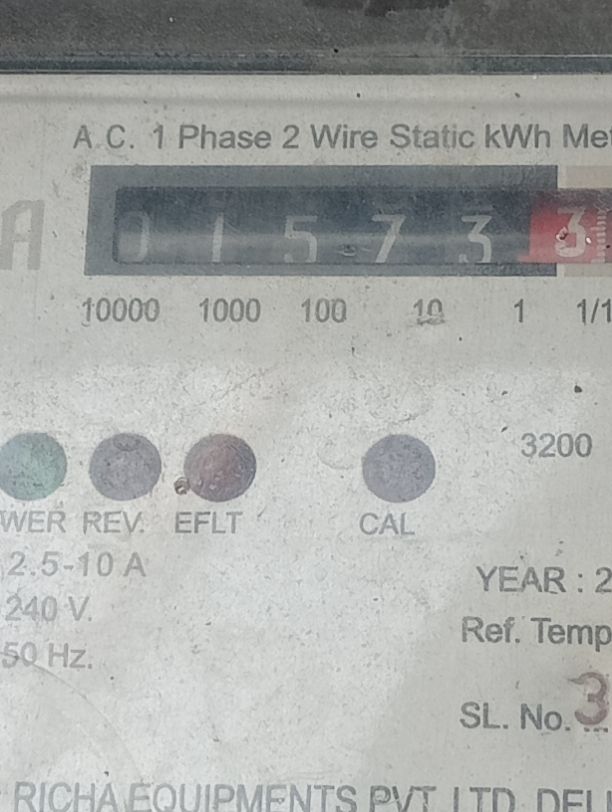 A.C. 1 Phase 2 Wire Static kWh Me
A
0 1 5 7 3 3
10000 1000 100 10 1 1/1
3200
WER REV. EFLT CAL
2.5-10 A
YEAR : 2
240 V.
Ref. Temp
50 Hz.
SL. No. 3
RICHA EQUIPMENTS PVT. LTD. DEL